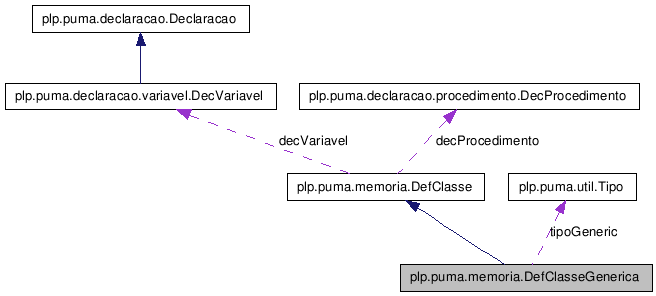 plp.puma.declaracao.Declaracao
plp.puma.declaracao.variavel.DecVariavel
plp.puma.declaracao.procedimento.DecProcedimento
decVariavel
decProcedimento
plp.puma.memoria.DefClasse
plp.puma.util.Tipo
tipoGeneric
plp.puma.memoria.DefClasseGenerica